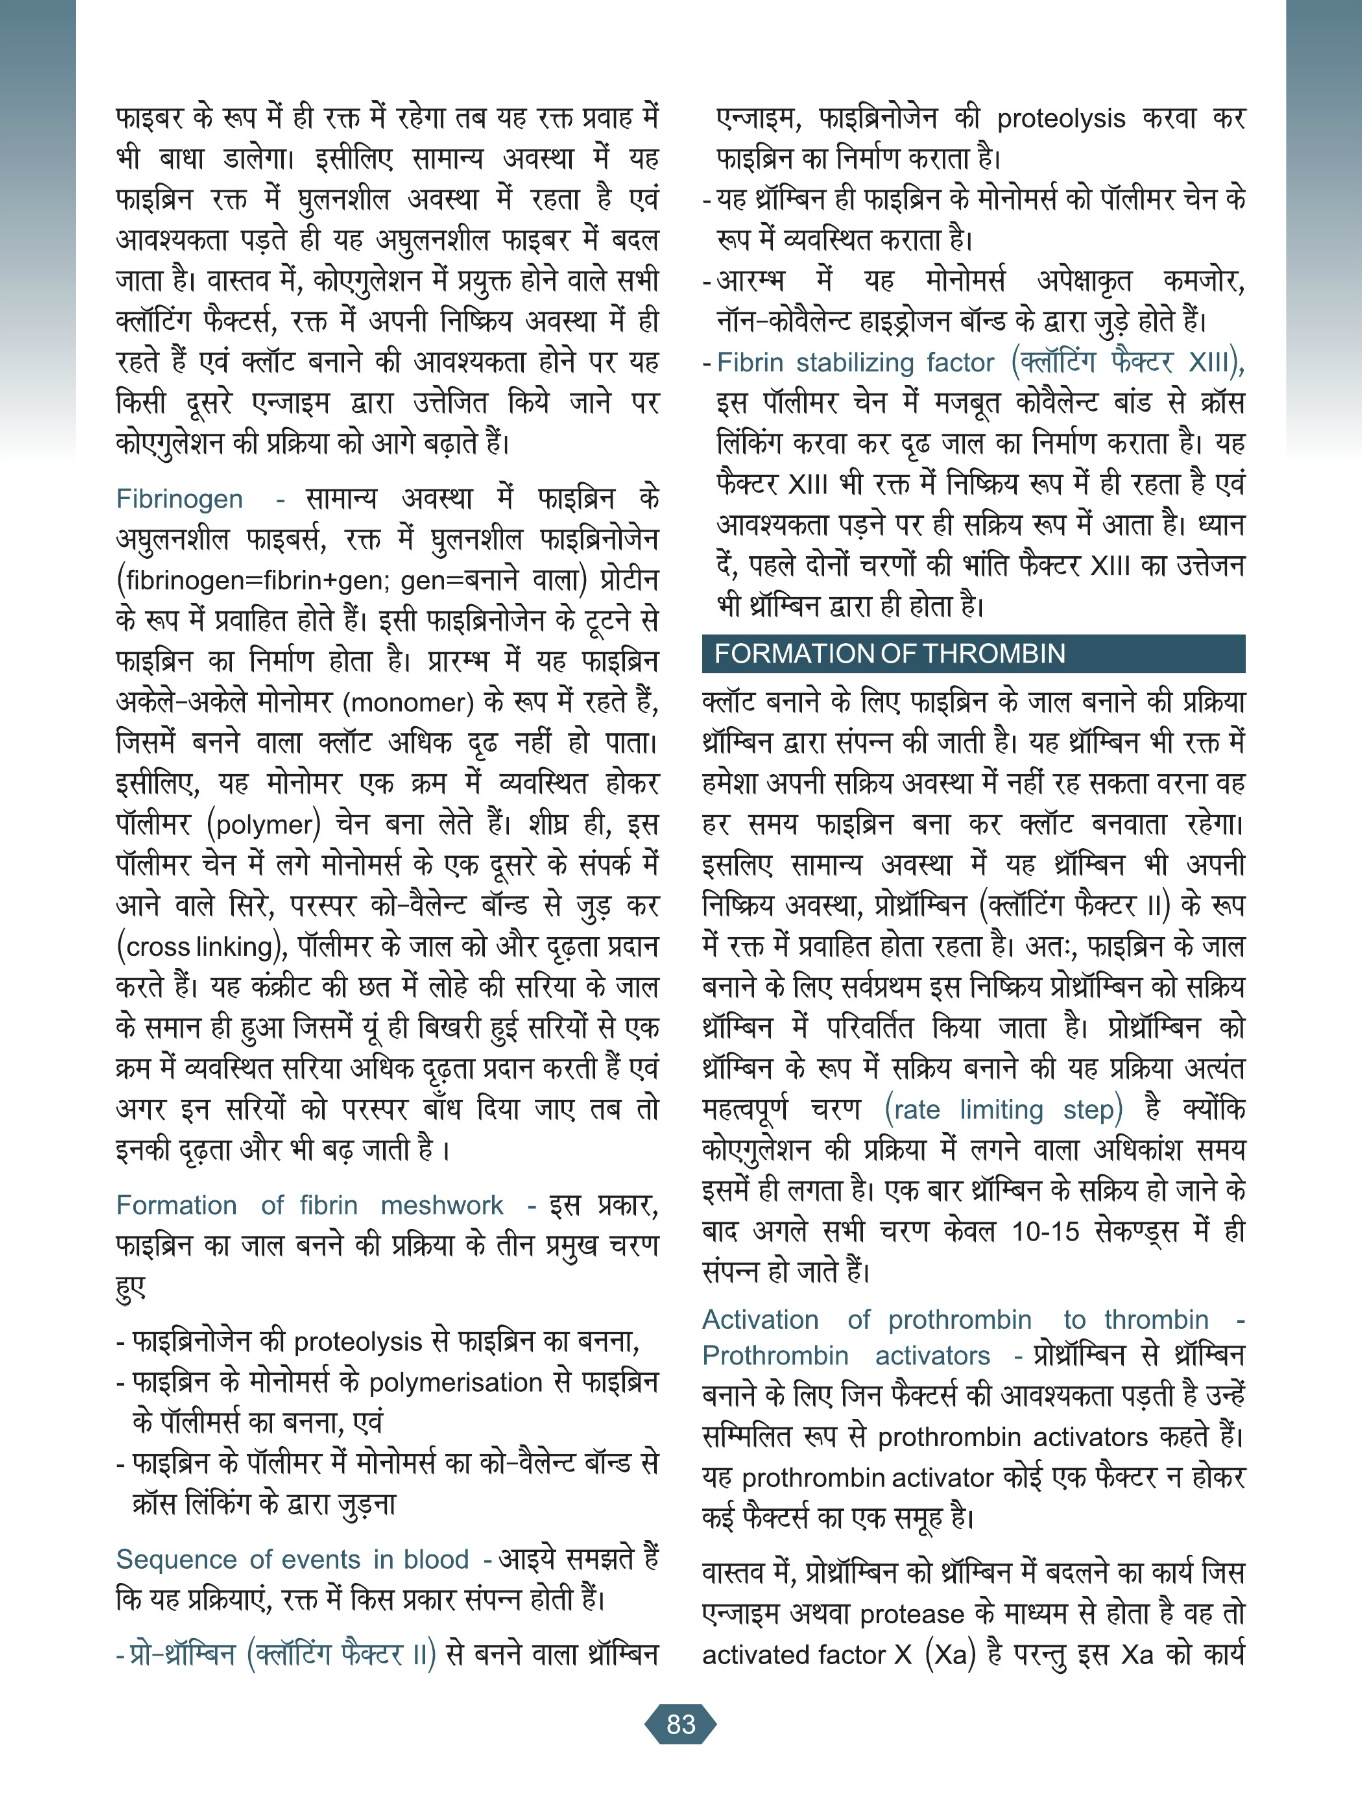 फाइबर के रूप में ही रक्त में रहेगा तब यह रक्त प्रवाह में
भी बाधा डालेगा। इसीलिए सामान्य अवस्था में यह
फाइब्रिन रक्त में घुलनशील अवस्था में रहता है एवं
आवश्यकता पड़ते ही यह अघुलनशील फाइबर में बदल
जाता है। वास्तव में, कोएगुलेशन में प्रयुक्त होने वाले सभी
क्लॉटिंग फैक्टर्स, रक्त में अपनी निष्क्रिय अवस्था में ही
रहते हैं एवं क्लॉट बनाने की आवश्यकता होने पर यह
किसी दूसरे एन्जाइम द्वारा उत्तेजित किये जाने पर
कोएगुलेशन की प्रक्रिया को आगे बढ़ाते हैं।
Fibrinogen - सामान्य अवस्था में फाइब्रिन के
अघुलनशील फाइबर्स, रक्त में घुलनशील फाइब्रिनोजेन
(fibrinogen=fibrin+gen; gen=बनाने वाला) प्रोटीन
के रूप में प्रवाहित होते हैं। इसी फाइब्रिनोजेन के टूटने से
फाइब्रिन का निर्माण होता है। प्रारम्भ में यह फाइब्रिन
अकेले-अकेले मोनोमर (monomer) के रूप में रहते हैं,
जिसमें बनने वाला क्लॉट अधिक दृढ नहीं हो पाता।
इसीलिए, यह मोनोमर एक क्रम में व्यवस्थित होकर
पॉलीमर (polymer) चेन बना लेते हैं। शीघ्र ही, इस
पॉलीमर चेन में लगे मोनोमर्स के एक दूसरे के संपर्क में
आने वाले सिरे, परस्पर को-वैलेन्ट बॉन्ड से जुड़ कर
(cross linking), पॉलीमर के जाल को और दृढ़ता प्रदान
करते हैं। यह कंक्रीट की छत में लोहे की सरिया के जाल
के समान ही हुआ जिसमें यूं ही बिखरी हुई सरियों से एक
क्रम में व्यवस्थित सरिया अधिक दृढ़ता प्रदान करती हैं एवं
अगर इन सरियों को परस्पर बाँध दिया जाए तब तो
इनकी दृढ़ता और भी बढ़ जाती है ।
Formation of fibrin meshwork - इस प्रकार,
फाइब्रिन का जाल बनने की प्रक्रिया के तीन प्रमुख चरण
हुए
- फाइब्रिनोजेन की proteolysis से फाइब्रिन का बनना,
- फाइब्रिन के मोनोमर्स के polymerisation से फाइब्रिन
के पॉलीमर्स का बनना, एवं
- फाइब्रिन के पॉलीमर में मोनोमर्स का को-वैलेन्ट बॉन्ड से
क्रॉस लिंकिंग के द्वारा जुड़ना
Sequence of events in blood - आइये समझते हैं
कि यह प्रक्रियाएं, रक्त में किस प्रकार संपन्न होती हैं।
- प्रो-थ्रॉम्बिन (क्लॉटिंग फैक्टर II) से बनने वाला थ्रॉम्बिन
एन्जाइम, फाइब्रिनोजेन की proteolysis करवा कर
फाइब्रिन का निर्माण कराता है।
- यह थ्रॉम्बिन ही फाइब्रिन के मोनोमर्स को पॉलीमर चेन के
रूप में व्यवस्थित कराता है।
- आरम्भ में यह मोनोमर्स अपेक्षाकृत कमजोर,
नॉन-कोवैलेन्ट हाइड्रोजन बॉन्ड के द्वारा जुड़े होते हैं।
- Fibrin stabilizing factor (क्लॉटिंग फैक्टर XIII),
इस पॉलीमर चेन में मजबूत कोवैलेन्ट बांड से क्रॉस
लिंकिंग करवा कर दृढ जाल का निर्माण कराता है। यह
फैक्टर XIII भी रक्त में निष्क्रिय रूप में ही रहता है एवं
आवश्यकता पड़ने पर ही सक्रिय रूप में आता है। ध्यान
दें, पहले दोनों चरणों की भांति फैक्टर XIII का उत्तेजन
भी थ्रॉम्बिन द्वारा ही होता है।
FORMATION OF THROMBIN
क्लॉट बनाने के लिए फाइब्रिन के जाल बनाने की प्रक्रिया
थ्रॉम्बिन द्वारा संपन्न की जाती है। यह थ्रॉम्बिन भी रक्त में
हमेशा अपनी सक्रिय अवस्था में नहीं रह सकता वरना वह
हर समय फाइब्रिन बना कर क्लॉट बनवाता रहेगा।
इसलिए सामान्य अवस्था में यह थ्रॉम्बिन भी अपनी
निष्क्रिय अवस्था, प्रोथ्रॉम्बिन (क्लॉटिंग फैक्टर II) के रूप
में रक्त में प्रवाहित होता रहता है। अतः, फाइब्रिन के जाल
बनाने के लिए सर्वप्रथम इस निष्क्रिय प्रोथ्रॉम्बिन को सक्रिय
थ्रॉम्बिन में परिवर्तित किया जाता है। प्रोथ्रॉम्बिन को
थ्रॉम्बिन के रूप में सक्रिय बनाने की यह प्रक्रिया अत्यंत
महत्वपूर्ण चरण (rate limiting step) है क्योंकि
कोएगुलेशन की प्रक्रिया में लगने वाला अधिकांश समय
इसमें ही लगता है। एक बार थ्रॉम्बिन के सक्रिय हो जाने के
बाद अगले सभी चरण केवल 10-15 सेकण्ड्स में ही
संपन्न हो जाते हैं।
Activation of prothrombin to thrombin -
Prothrombin activators - प्रोथ्रॉम्बिन से थ्रॉम्बिन
बनाने के लिए जिन फैक्टर्स की आवश्यकता पड़ती है उन्हें
सम्मिलित रूप से prothrombin activators कहते हैं।
यह prothrombin activator कोई एक फैक्टर न होकर
कई फैक्टर्स का एक समूह है।
वास्तव में, प्रोथ्रॉम्बिन को थ्रॉम्बिन में बदलने का कार्य जिस
एन्जाइम अथवा protease के माध्यम से होता है वह तो
activated factor X (Xa) है परन्तु इस Xa को कार्य
83